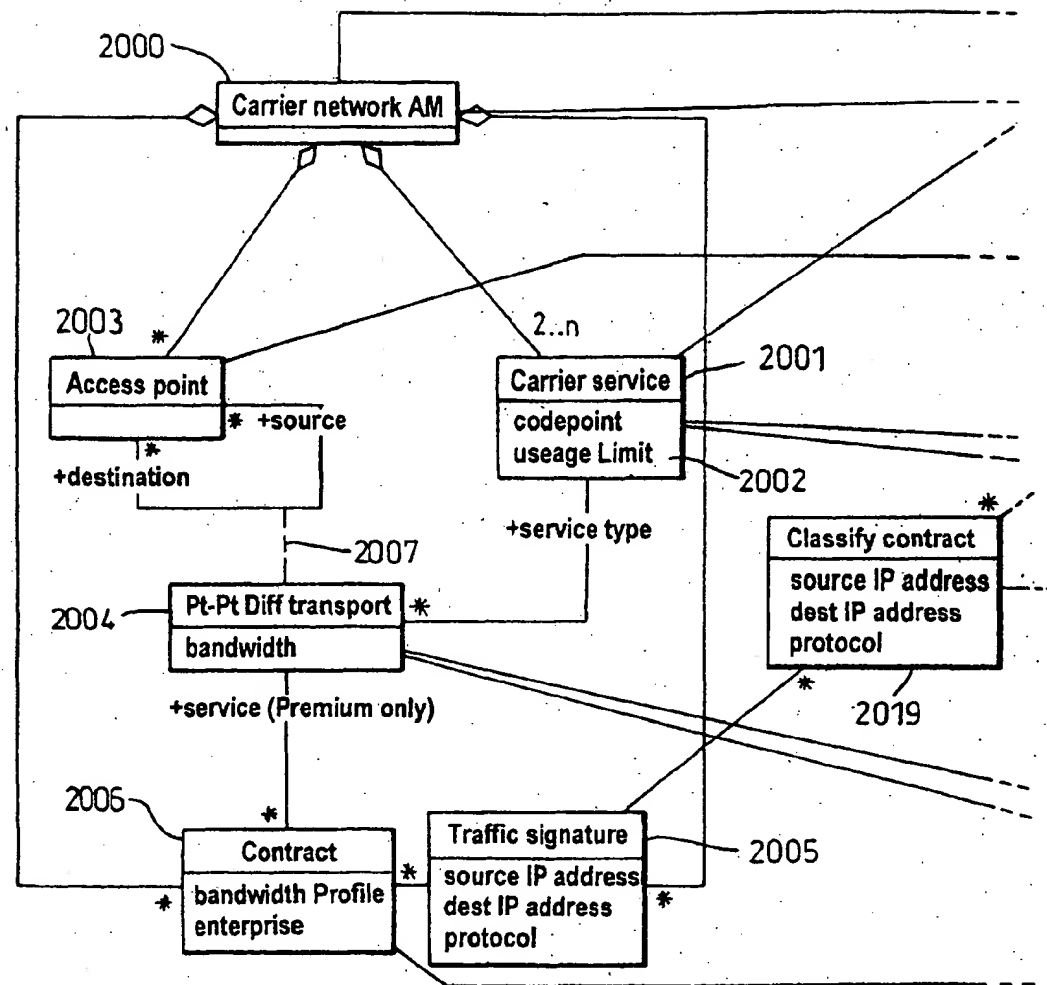 2000
Carrier network AM
2..n
2003
*
Access point
* +source
*
+destination
2001
Carrier service
codepoint
useage Limit
2002
+service type
2007
*
Classify contract
source IP address
dest IP address
protocol
*
2019
2004
Pt-Pt Diff transport
*
bandwidth
+service (Premium only)
2006
*
Contract
bandwidth Profile
enterprise
*
*
Traffic signature
2005
source IP address
dest IP address
protocol
*